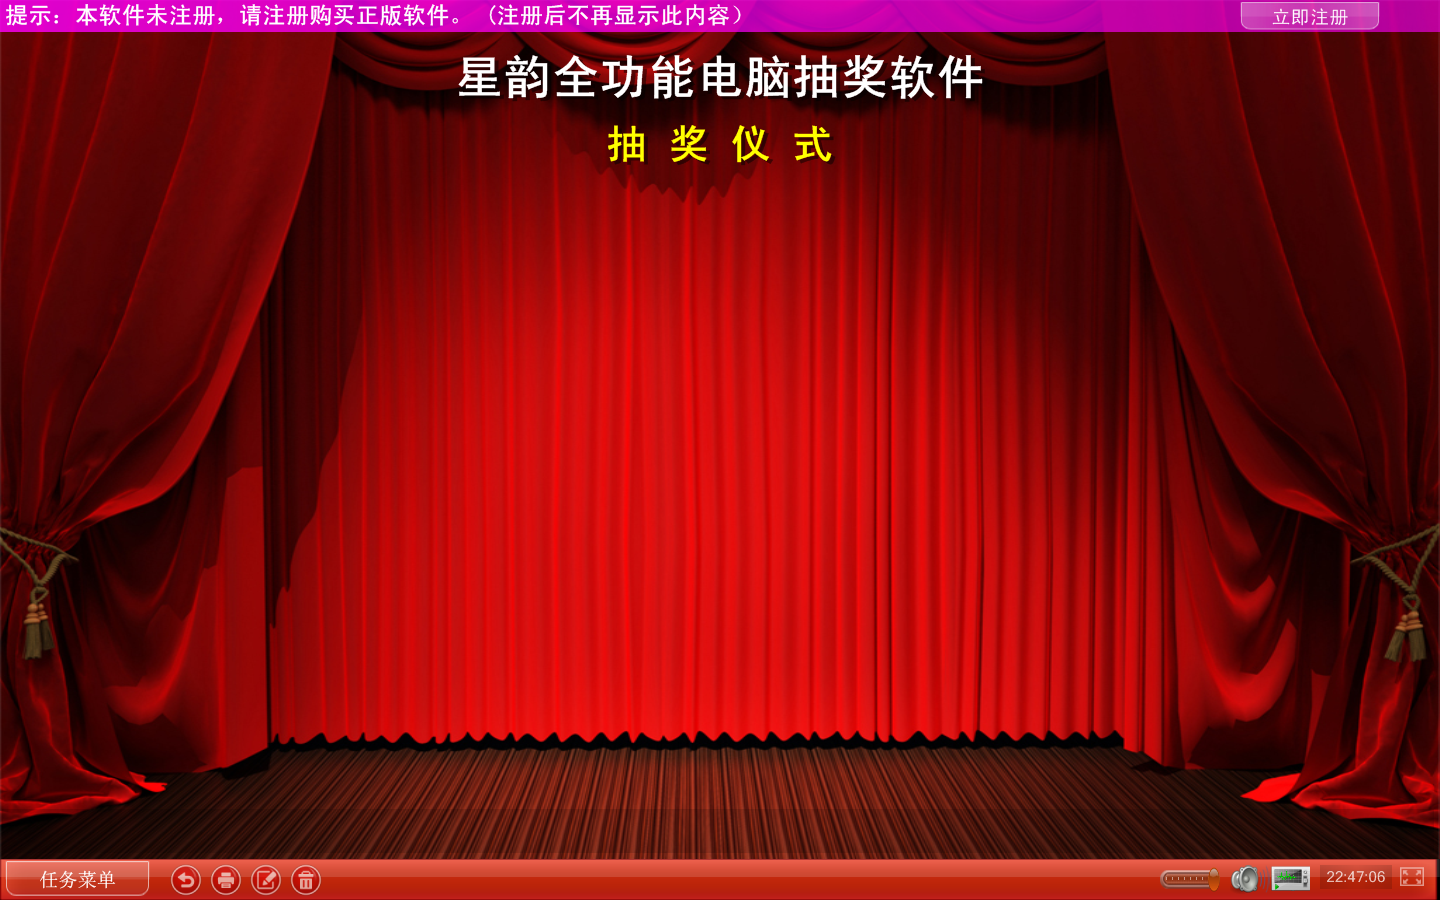 提示：本软件未注册，请注册购买正版软件。（注册后不再显示此内容）
立即注册
星韵全功能电脑抽奖软件
抽奖仪式
任务菜单
22:47:06